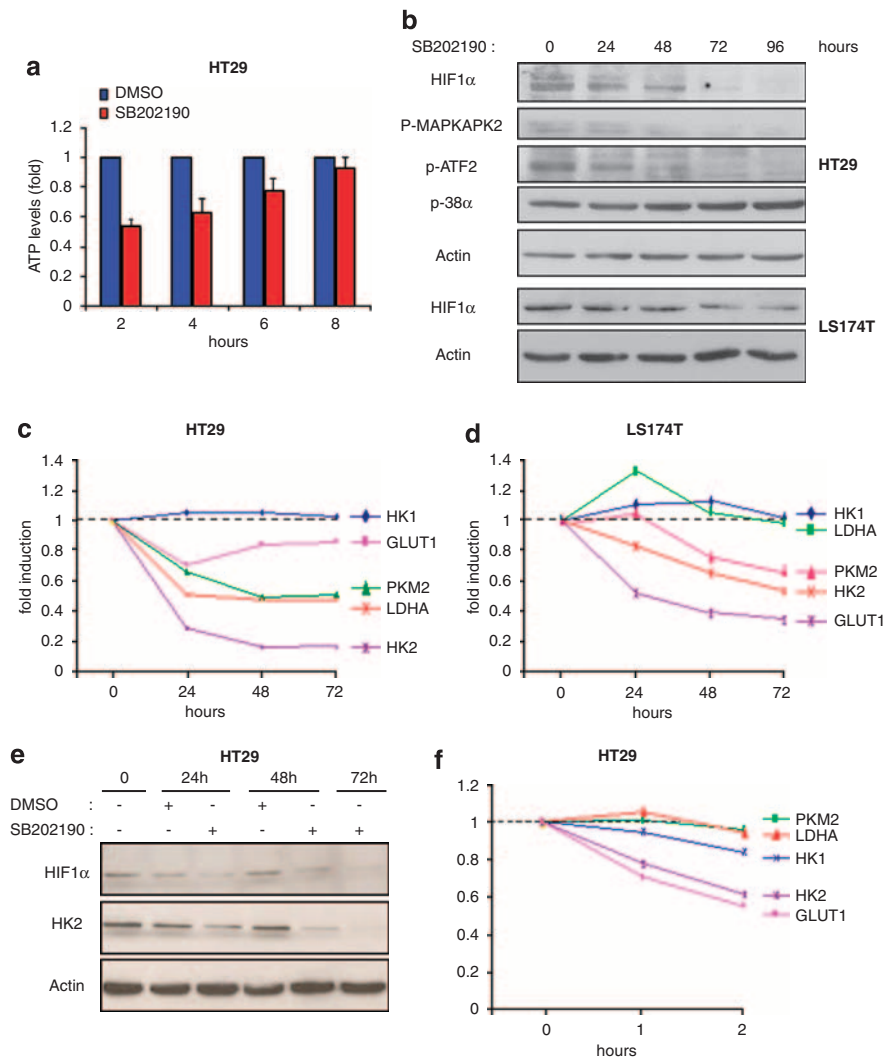 a
HT29
DMSO
SB202190
1.2
1
0.8
0.6
0.4
0.2
0
ATP levels (fold)
2 4 6 8
hours
b
SB202190 : 0 24 48 72 96 hours
HIF1α
P-MAPKAPK2
p-ATF2
p-38α
Actin
HT29
HIF1α
Actin
LS174T
c
HT29
1.4
1.2
1
0.8
0.6
0.4
0.2
0
fold induction
0 24 48 72
hours
HK1
GLUT1
PKM2
LDHA
HK2
d
LS174T
1.4
1.2
1
0.8
0.6
0.4
0.2
0
fold induction
0 24 48 72
hours
HK1
LDHA
PKM2
HK2
GLUT1
e
HT29
0 24h 48h 72h
DMSO : - + - + - -
SB202190 : - - + - + +
HIF1α
HK2
Actin
f
HT29
1.2
1
0.8
0.6
0.4
0.2
0
0 1 2
hours
PKM2
LDHA
HK1
HK2
GLUT1